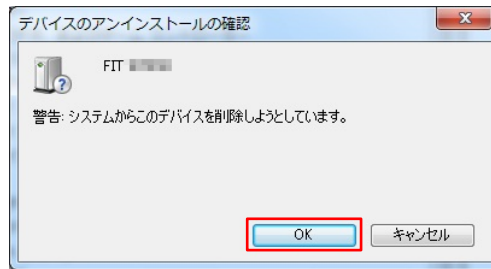 デバイスのアンインストールの確認
FIT
警告: システムからこのデバイスを削除しようとしています。
OK
キャンセル